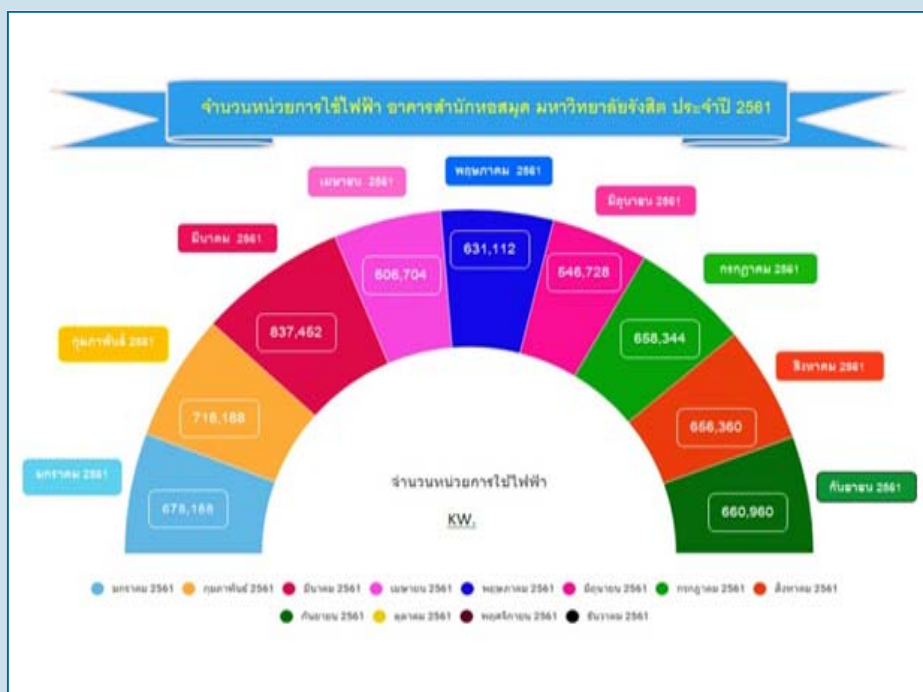 จำนวนหน่วยการใช้ไฟฟ้า อาคารสำนักหอสมุด มหาวิทยาลัยรังสิต ประจำปี 2561
พฤษภาคม 2561
เมษายน 2561
มิถุนายน 2561
มีนาคม 2561
กรกฎาคม 2561
กุมภาพันธ์ 2561
สิงหาคม 2561
มกราคม 2561
กันยายน 2561
631,112
606,704
546,728
837,452
658,344
718,188
656,360
678,168
660,960
จำนวนหน่วยการใช้ไฟฟ้า
KW.
มกราคม 2561 กุมภาพันธ์ 2561 มีนาคม 2561 เมษายน 2561 พฤษภาคม 2561 มิถุนายน 2561 กรกฎาคม 2561 สิงหาคม 2561
กันยายน 2561 ตุลาคม 2561 พฤศจิกายน 2561 ธันวาคม 2561